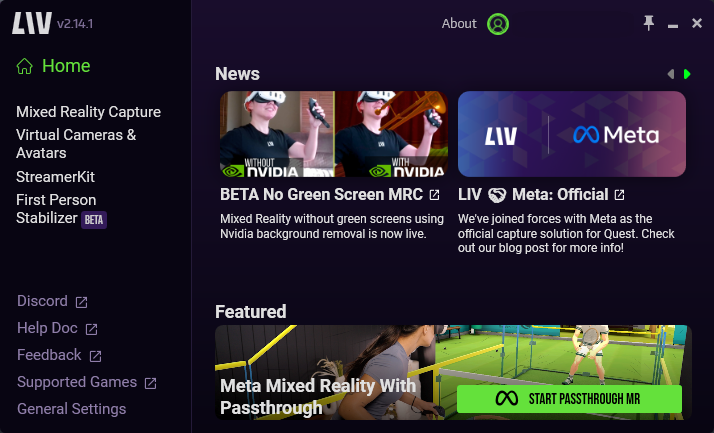 LIV v2.14.1
About
Home
Mixed Reality Capture
Virtual Cameras &
Avatars
StreamerKit
First Person
Stabilizer BETA
Discord
Help Doc
Feedback
Supported Games
General Settings
News
WITHOUT
NVIDIA
WITH
NVIDIA
BETA No Green Screen MRC
Mixed Reality without green screens using
Nvidia background removal is now live.
LIV Meta
LIV 🤝 Meta: Official
We've joined forces with Meta as the
official capture solution for Quest. Check
out our blog post for more info!
Featured
Meta Mixed Reality With
Passthrough
START PASSTHROUGH MR